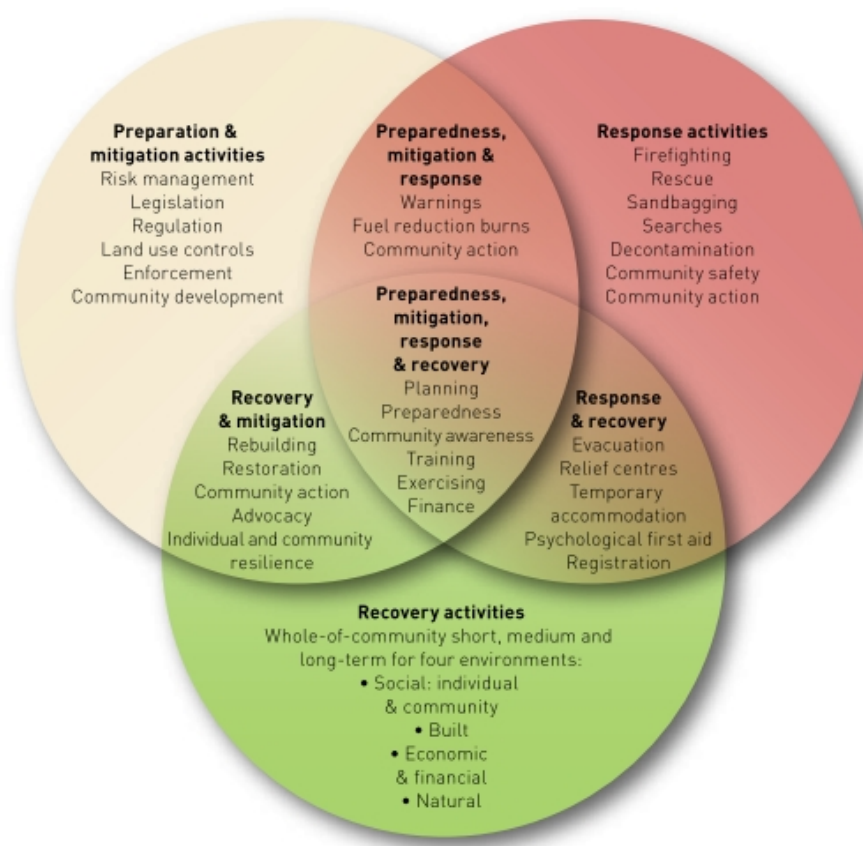 Preparation &
mitigation activities
Risk management
Legislation
Regulation
Land use controls
Enforcement
Community development
Preparedness,
mitigation &
response
Warnings
Fuel reduction burns
Community action
Response activities
Firefighting
Rescue
Sandbagging
Searches
Decontamination
Community safety
Community action
Preparedness,
mitigation,
response
& recovery
Planning
Preparedness
Community awareness
Training
Exercising
Finance
Recovery
& mitigation
Rebuilding
Restoration
Community action
Advocacy
Individual and community
resilience
Response
& recovery
Evacuation
Relief centres
Temporary
accommodation
Psychological first aid
Registration
Recovery activities
Whole-of-community short, medium and
long-term for four environments:
• Social: individual
& community
• Built
• Economic
& financial
• Natural